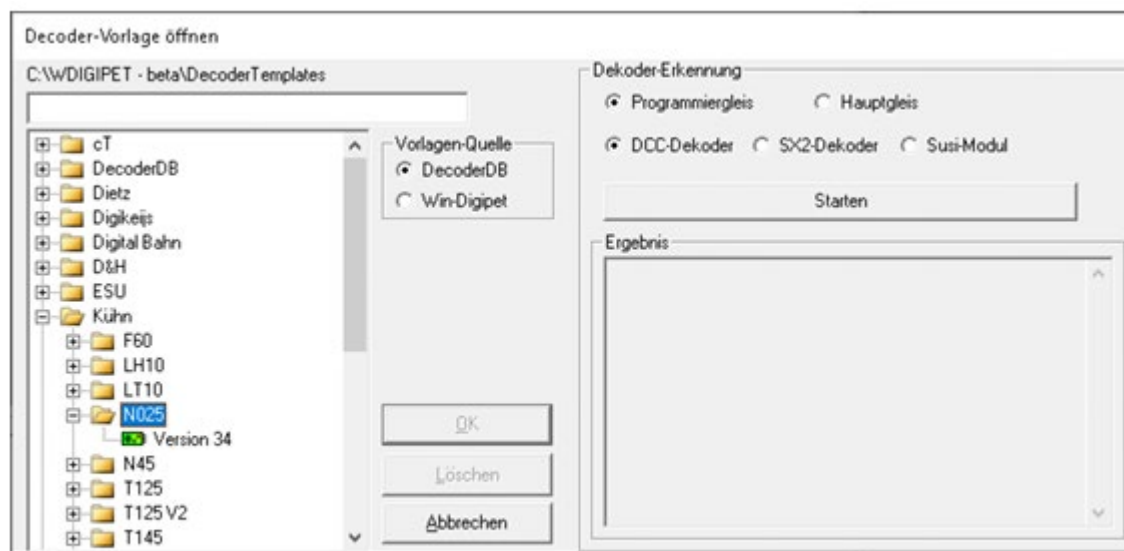 Decoder-Vorlage öffnen
C:\WDIGIPET - beta\DecoderTemplates
cT
DecoderDB
Dietz
Digikeijs
Digital Bahn
D&H
ESU
Kühn
F60
LH10
LT10
N025
Version 34
N45
T125
T125 V2
T145
Vorlagen-Quelle
DecoderDB
Win-Digipet
OK
Löschen
Abbrechen
Dekoder-Erkennung
Programmiergleis Hauptgleis
DCC-Dekoder SX2-Dekoder Susi-Modul
Starten
Ergebnis